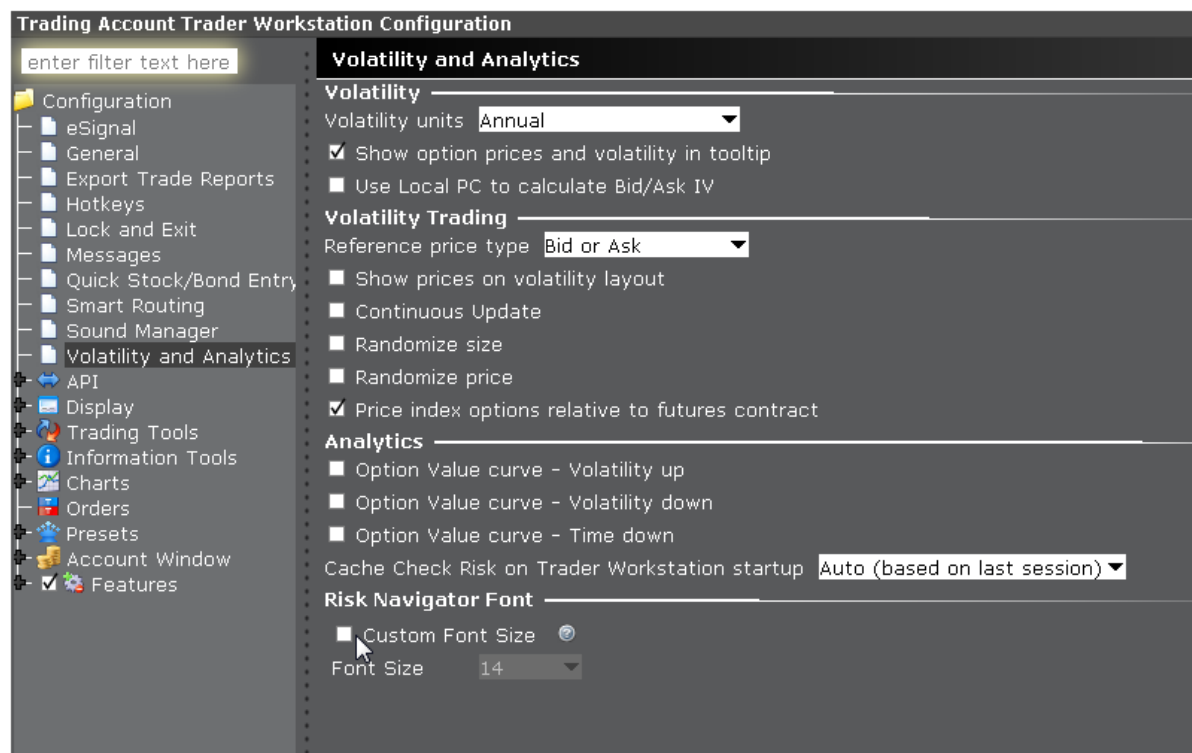 Trading Account Trader Workstation Configuration
enter filter text here
Configuration
eSignal
General
Export Trade Reports
Hotkeys
Lock and Exit
Messages
Quick Stock/Bond Entry
Smart Routing
Sound Manager
Volatility and Analytics
API
Display
Trading Tools
Information Tools
Charts
Orders
Presets
Account Window
Features
Volatility and Analytics
Volatility
Volatility units Annual
Show option prices and volatility in tooltip
Use Local PC to calculate Bid/Ask IV
Volatility Trading
Reference price type Bid or Ask
Show prices on volatility layout
Continuous Update
Randomize size
Randomize price
Price index options relative to futures contract
Analytics
Option Value curve - Volatility up
Option Value curve - Volatility down
Option Value curve - Time down
Cache Check Risk on Trader Workstation startup Auto (based on last session)
Risk Navigator Font
Custom Font Size ?
Font Size 14